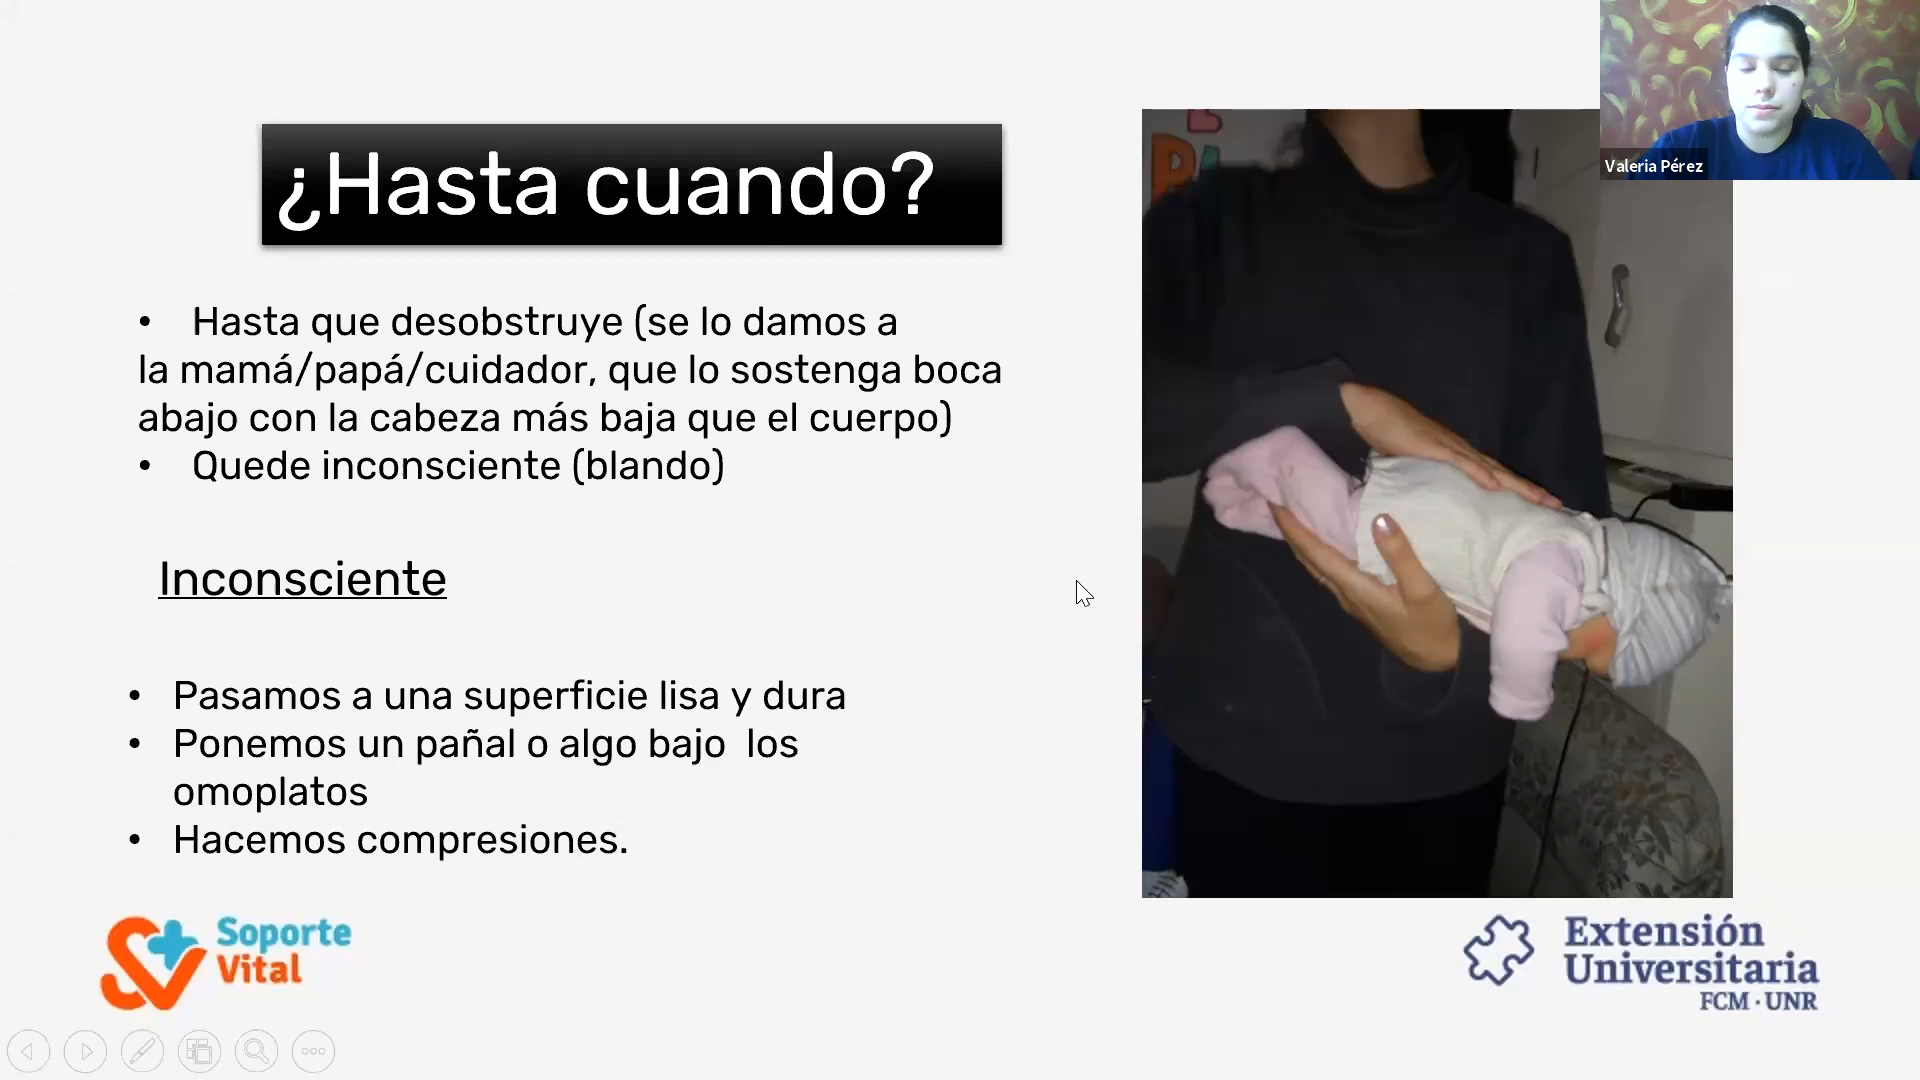 Valeria Pérez
¿Hasta cuando?
• Hasta que desobstruye (se lo damos a
la mamá/papá/cuidador, que lo sostenga boca
abajo con la cabeza más baja que el cuerpo)
• Quede inconsciente (blando)
Inconsciente
• Pasamos a una superficie lisa y dura
• Ponemos un pañal o algo bajo  los
omoplatos
• Hacemos compresiones.
Soporte
Vital
Extensión
Universitaria
FCM · UNR